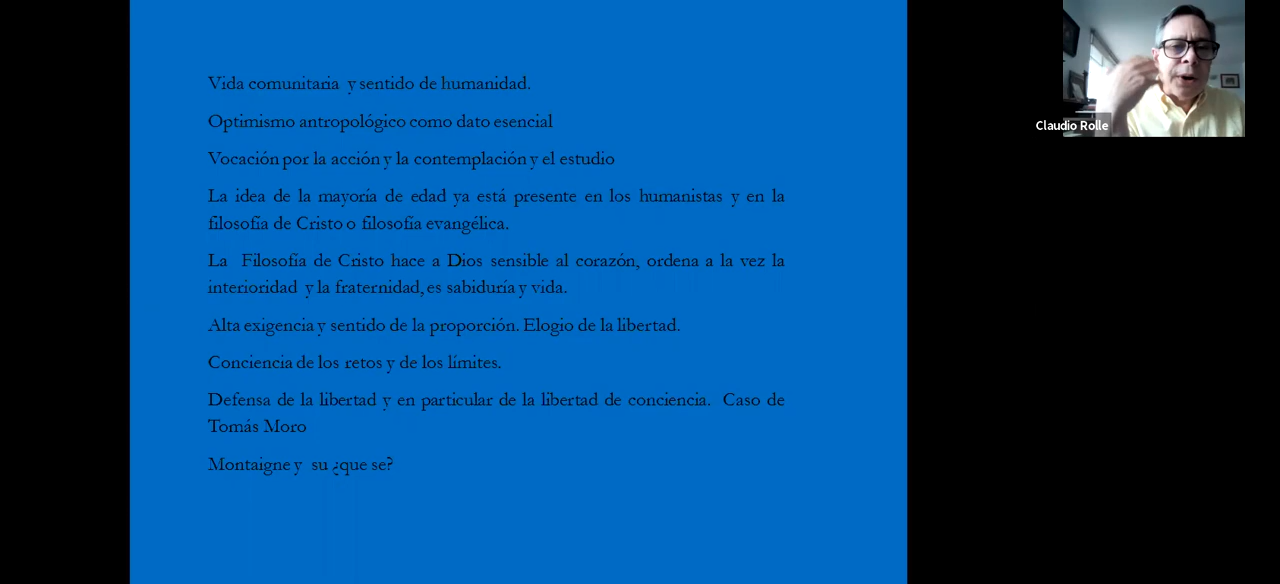 Vida comunitaria y sentido de humanidad.
Optimismo antropológico como dato esencial
Vocación por la acción y la contemplación y el estudio
La idea de la mayoría de edad ya está presente en los humanistas y en la
filosofía de Cristo o filosofía evangélica.
La Filosofía de Cristo hace a Dios sensible al corazón, ordena a la vez la
interioridad y la fraternidad, es sabiduría y vida.
Alta exigencia y sentido de la proporción. Elogio de la libertad.
Conciencia de los retos y de los límites.
Defensa de la libertad y en particular de la libertad de conciencia. Caso de
Tomás Moro
Montaigne y su ¿que se?
Claudio Rolle